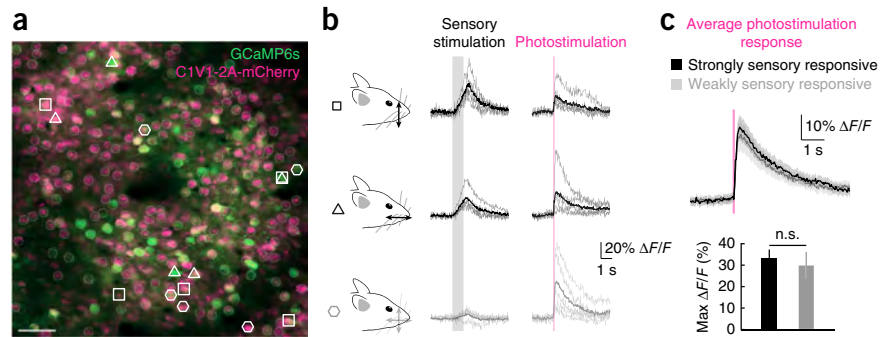 a
GCaMP6s
C1V1-2A-mCherry
b
Sensory
stimulation
Photostimulation
20% ΔF/F
1 s
c
Average photostimulation
response
Strongly sensory responsive
Weakly sensory responsive
10% ΔF/F
1 s
n.s.
Max ΔF/F (%)
40
30
20
10
0